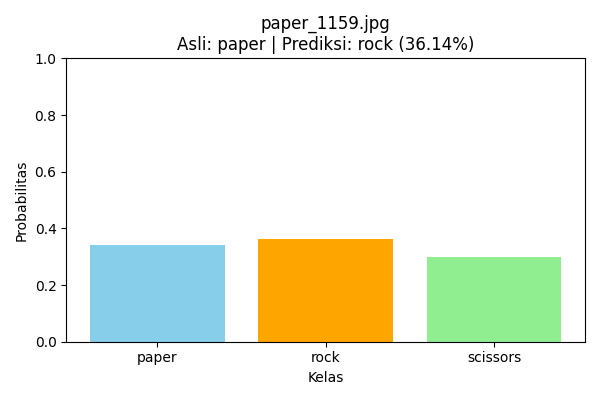 paper_1159.jpg
Asli: paper | Prediksi: rock (36.14%)
1.0
0.8
0.6
0.4
0.2
0.0
Probabilitas
paper rock scissors
Kelas